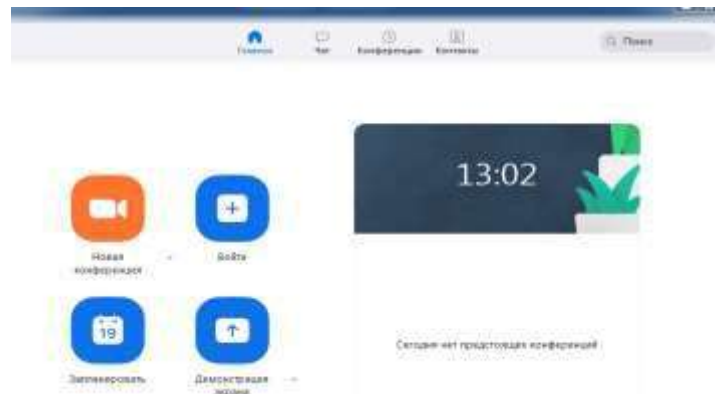 Главная Чат Конференции Контакты Поиск
13:02
Новая
конференция
Войти
19
Запланировать
Демонстрация
экрана
Сегодня нет предстоящих конференций